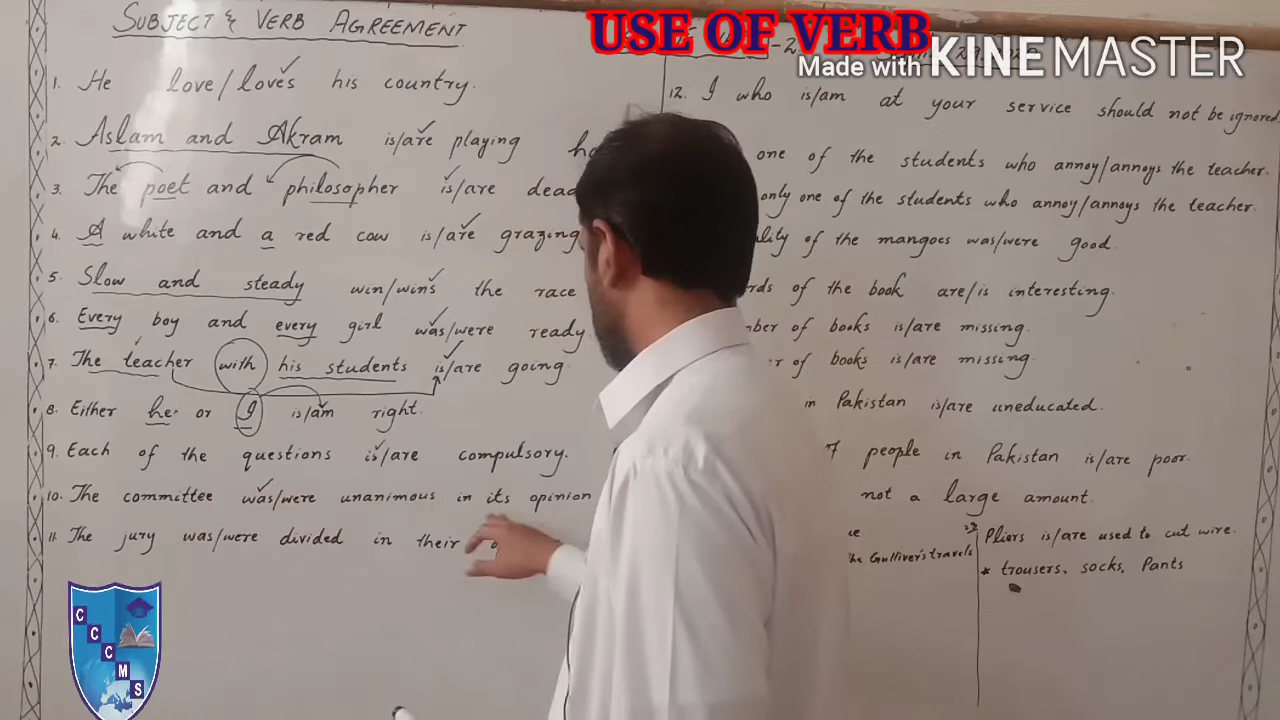 SUBJECT & VERB AGREEMENT
USE OF VERB
Made with KINEMASTER
1. He love/loves his country.
2. Aslam and Akram is/are playing
3. The poet and philosopher is/are dead
4. A white and a red cow is/are grazing
5. Slow and steady win/wins the race
6. Every boy and every girl was/were ready.
7. The teacher with his students is/are going
8. Either he or I is/am right.
9. Each of the questions is/are compulsory.
10. The committee was/were unanimous in its opinion
11. The jury was/were divided in their
12. I who is/am at your service should not be ignored
one of the students who annoy/annoys the teacher.
only one of the students who annoy/annoys the teacher.
of the mangoes was/were good.
of the book are/is interesting.
of books is/are missing.
of books is/are missing.
in Pakistan is/are uneducated.
people in Pakistan is/are poor.
not a large amount.
Gulliver's travels
23 Pliers is/are used to cut wire.
* trousers, socks, Pants
CCCMS